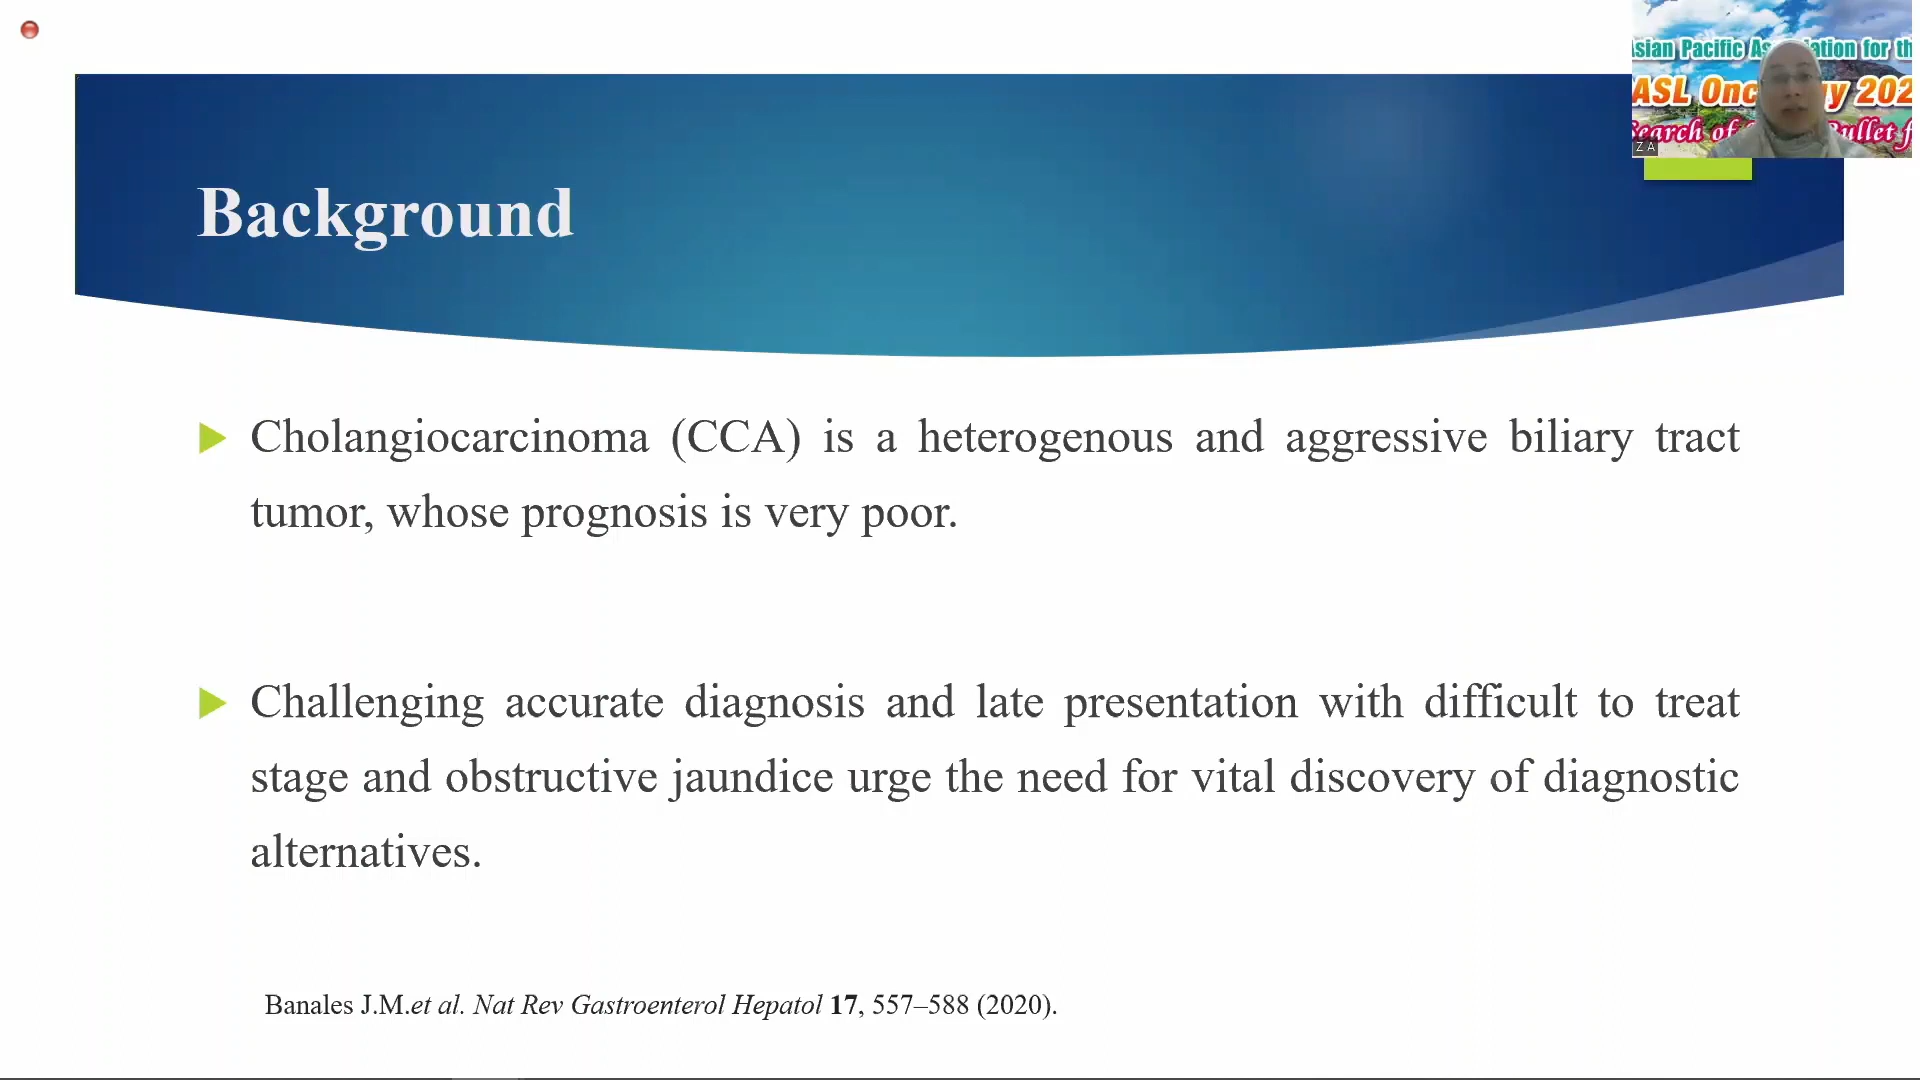 Asian Pacific Association for th
ASL Onc y 202
Search of Bullet f
Z A
Background
Cholangiocarcinoma (CCA) is a heterogenous and aggressive biliary tract
tumor, whose prognosis is very poor.
Challenging accurate diagnosis and late presentation with difficult to treat
stage and obstructive jaundice urge the need for vital discovery of diagnostic
alternatives.
Banales J.M.et al. Nat Rev Gastroenterol Hepatol 17, 557–588 (2020).